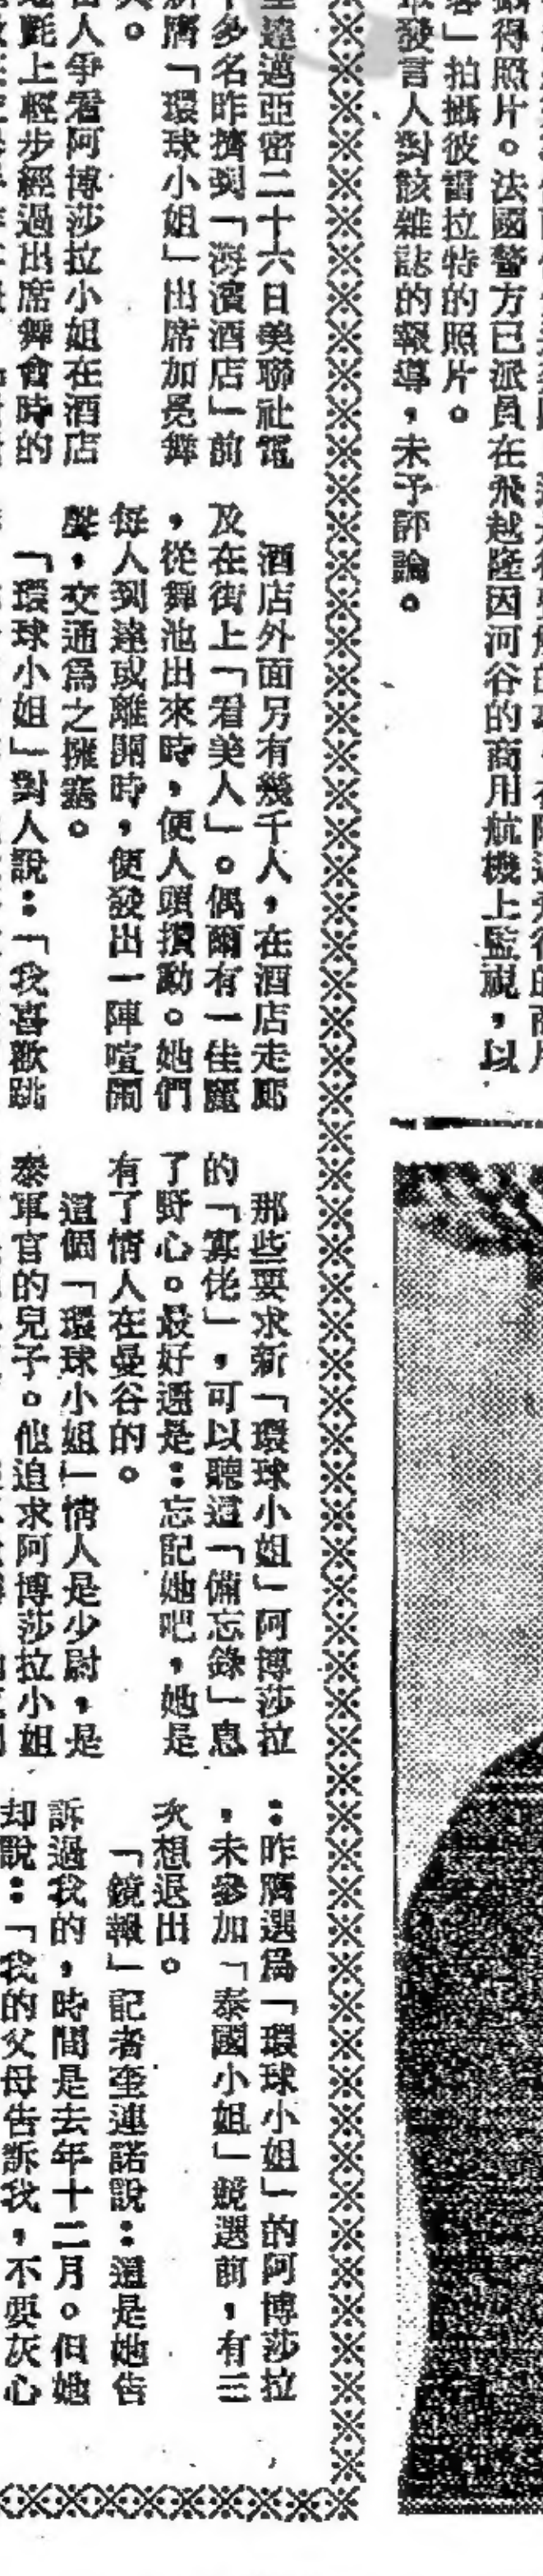 攝得照片。法國警方已派員在飛越隆因河谷的商用航機上監視，以
」拍攝彼雷拉特的照片。
發言人對該雜誌的報導，未予評論。
達邁亞密二十六日美聯社電
多名昨擠到「海濱酒店」前
膺「環球小姐」出席加冕舞
。
人爭看阿博莎拉小姐在酒店
氈上輕步經過出席舞會時的
酒店外面另有幾千人，在酒店走廊
及在街上「看美人」。偶爾有一佳麗
，從舞池出來時，便人頭攢動。她們
每人到達或離開時，便發出一陣喧鬧
聲，交通爲之擁塞。
「環球小姐」對人說：「我喜歡跳
那些要求新「環球小姐」阿博莎拉
的「寡佬」，可以聽這「備忘錄」息
了野心。最好還是：忘記她吧，她是
有了情人在曼谷的。
這個「環球小姐」情人是少尉，是
泰軍官的兒子。他追求阿博莎拉小姐
：昨膺選爲「環球小姐」的阿博莎拉
，未參加「泰國小姐」競選前，有三
次想退出。
「鏡報」記者奎連諾說：這是她告
訴過我的，時間是去年十二月。但她
却說：「我的父母告訴我，不要灰心